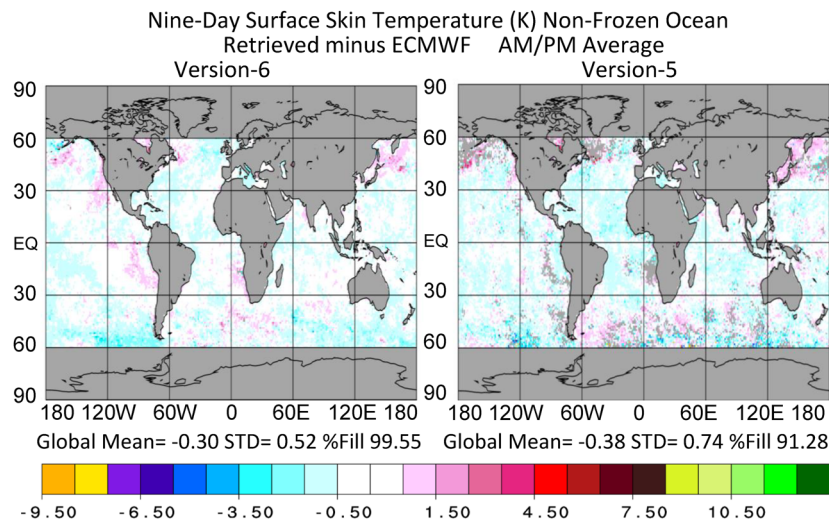 Nine-Day Surface Skin Temperature (K) Non-Frozen Ocean
Retrieved minus ECMWF AM/PM Average
Version-6 Version-5
90 90
60 60
30 30
EQ EQ
30 30
60 60
90 90
180 120W 60W 0 60E 120E 180 180 120W 60W 0 60E 120E 180
Global Mean= -0.30 STD= 0.52 %Fill 99.55 Global Mean= -0.38 STD= 0.74 %Fill 91.28
-9.50 -6.50 -3.50 -0.50 1.50 4.50 7.50 10.50